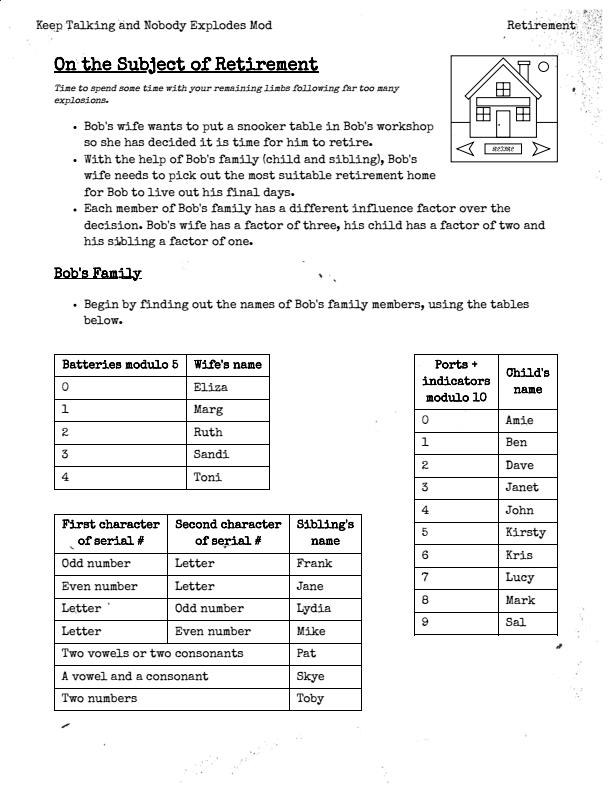 Keep Talking and Nobody Explodes Mod Retirement
On the Subject of Retirement
Time to spend some time with your remaining limbs following far too many
explosions.
• Bob's wife wants to put a snooker table in Bob's workshop
so she has decided it is time for him to retire.
• With the help of Bob's family (child and sibling), Bob's
wife needs to pick out the most suitable retirement home
for Bob to live out his final days.
• Each member of Bob's family has a different influence factor over the
decision. Bob's wife has a factor of three, his child has a factor of two and
his sibling a factor of one.
Bob's Family
• Begin by finding out the names of Bob's family members, using the tables
below.
Batteries modulo 5 Wife's name
0 Eliza
1 Marg
2 Ruth
3 Sandi
4 Toni
Ports +
indicators
modulo 10
Child's
name
0 Amie
1 Ben
2 Dave
3 Janet
4 John
5 Kirsty
6 Kris
7 Lucy
8 Mark
9 Sal
First character
of serial #
Second character
of serial #
Sibling's
name
Odd number Letter Frank
Even number Letter Jane
Letter Odd number Lydia
Letter Even number Mike
Two vowels or two consonants Pat
A vowel and a consonant Skye
Two numbers Toby